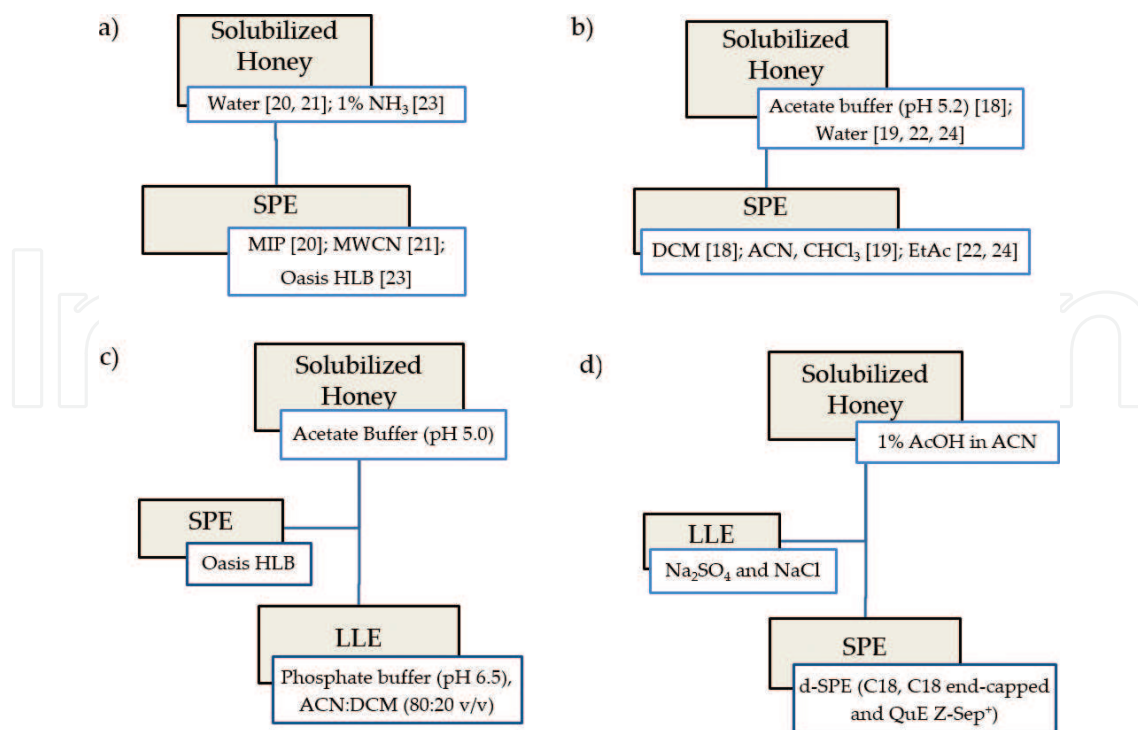 a)
Solubilized
Honey
Water [20, 21]; 1% NH₃ [23]
SPE
MIP [20]; MWCN [21];
Oasis HLB [23]
b)
Solubilized
Honey
Acetate buffer (pH 5.2) [18];
Water [19, 22, 24]
SPE
DCM [18]; ACN, CHCl₃ [19]; EtAc [22, 24]
c)
Solubilized
Honey
Acetate Buffer (pH 5.0)
SPE
Oasis HLB
LLE
Phosphate buffer (pH 6.5),
ACN:DCM (80:20 v/v)
d)
Solubilized
Honey
1% AcOH in ACN
LLE
Na₂SO₄ and NaCl
SPE
d-SPE (C18, C18 end-capped
and QuE Z-Sep⁺)